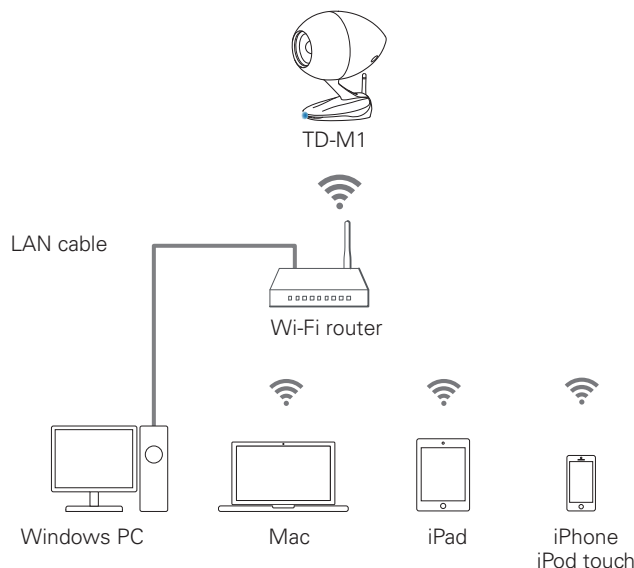 TD-M1
LAN cable
Wi-Fi router
Windows PC
Mac
iPad
iPhone
iPod touch